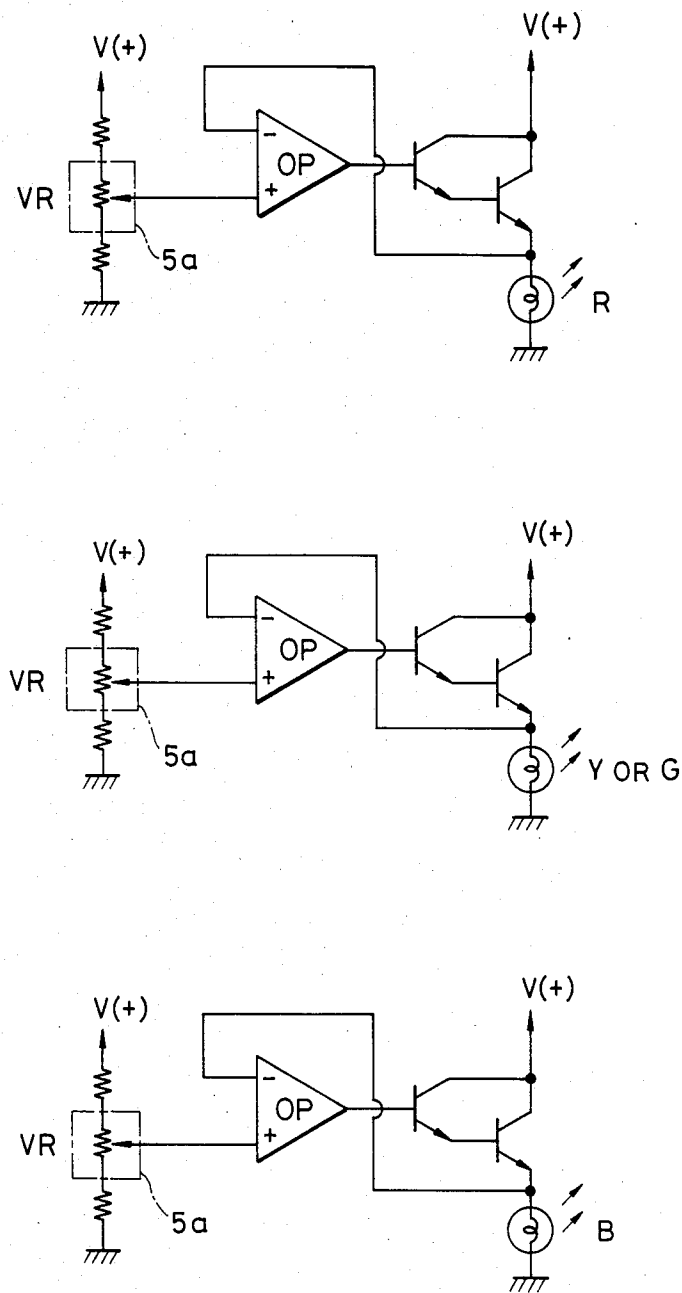 V(+)
V(+)
-
OP
+
VR
5a
R
V(+)
V(+)
-
OP
+
VR
5a
Y OR G
V(+)
V(+)
-
OP
+
VR
5a
B